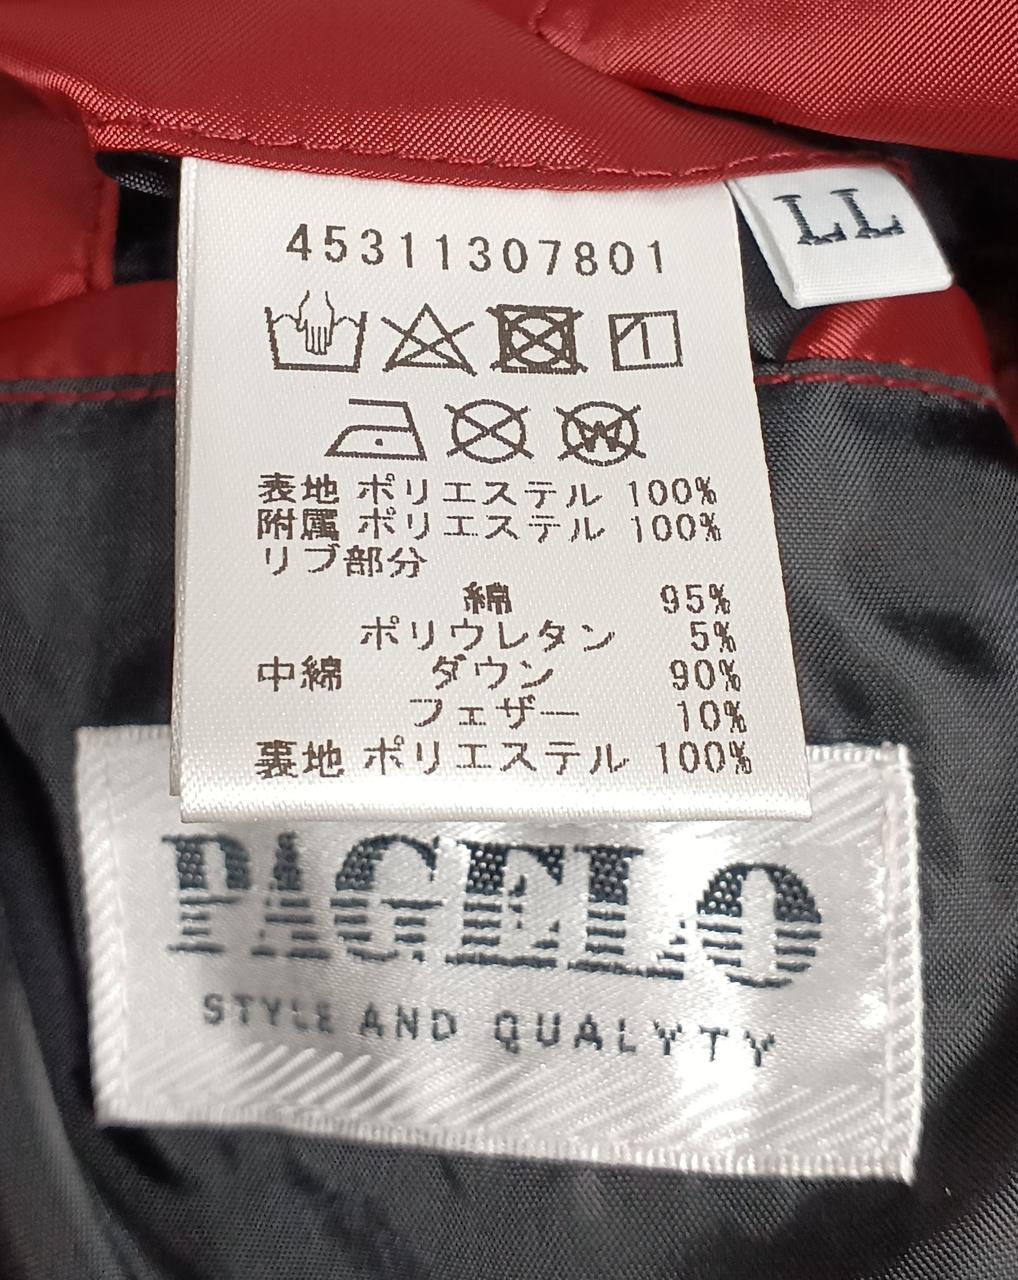 45311307801
LL
W
表地 ポリエステル 100%
附属 ポリエステル 100%
リブ部分
綿 95%
ポリウレタン 5%
中綿 ダウン 90%
フェザー 10%
裏地 ポリエステル 100%
PAGELO
STYLE AND QUALYTY